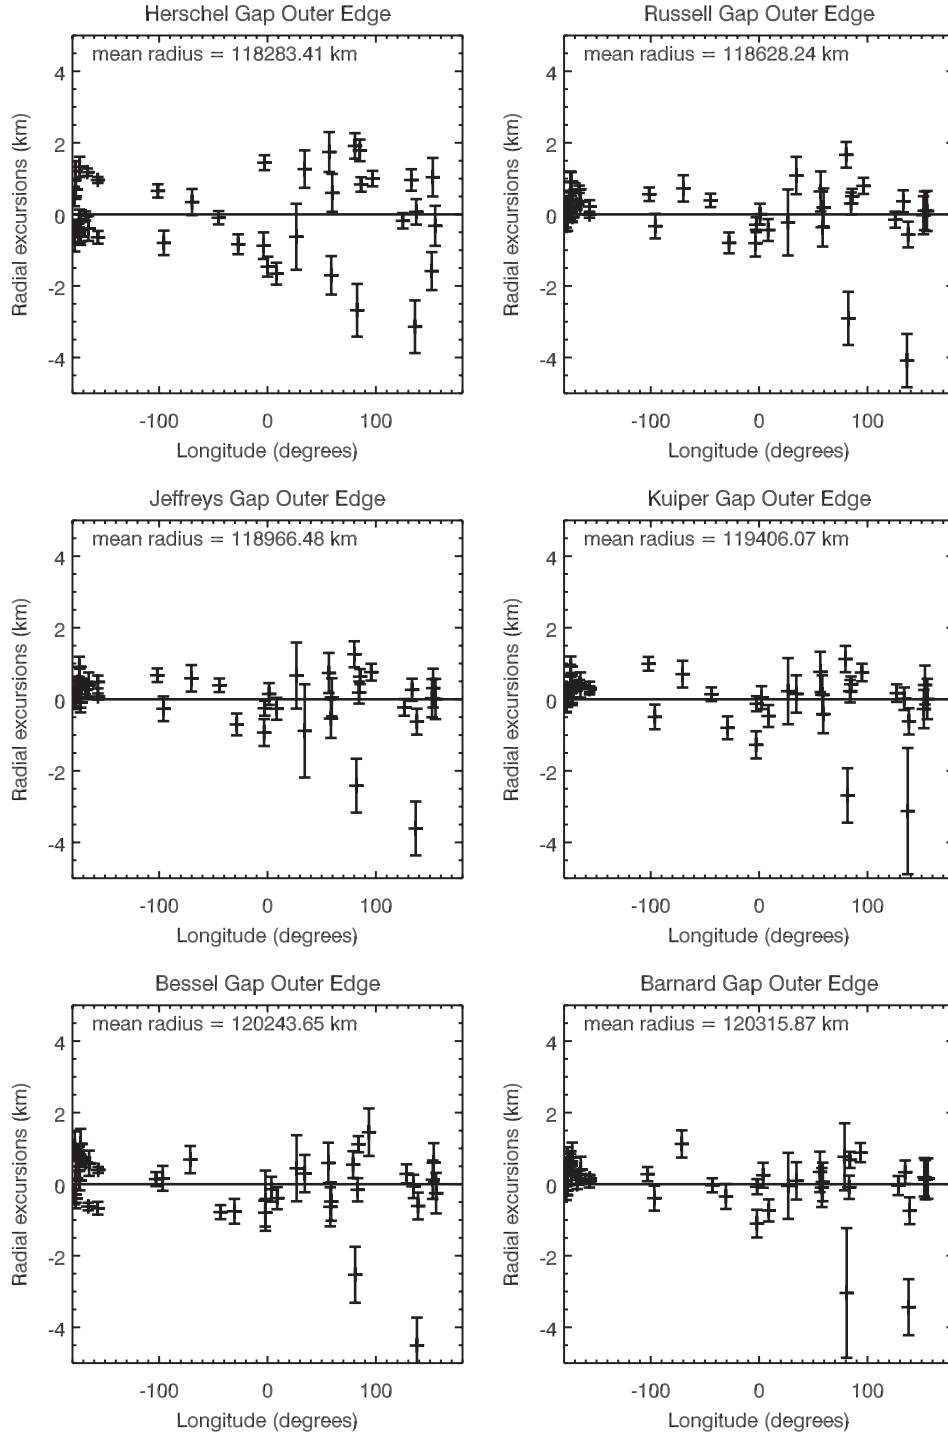 Herschel Gap Outer Edge
mean radius = 118283.41 km
Radial excursions (km)
4
2
0
-2
-4
-100 0 100
Longitude (degrees)
Russell Gap Outer Edge
mean radius = 118628.24 km
Radial excursions (km)
4
2
0
-2
-4
-100 0 100
Longitude (degrees)
Jeffreys Gap Outer Edge
mean radius = 118966.48 km
Radial excursions (km)
4
2
0
-2
-4
-100 0 100
Longitude (degrees)
Kuiper Gap Outer Edge
mean radius = 119406.07 km
Radial excursions (km)
4
2
0
-2
-4
-100 0 100
Longitude (degrees)
Bessel Gap Outer Edge
mean radius = 120243.65 km
Radial excursions (km)
4
2
0
-2
-4
-100 0 100
Longitude (degrees)
Barnard Gap Outer Edge
mean radius = 120315.87 km
Radial excursions (km)
4
2
0
-2
-4
-100 0 100
Longitude (degrees)